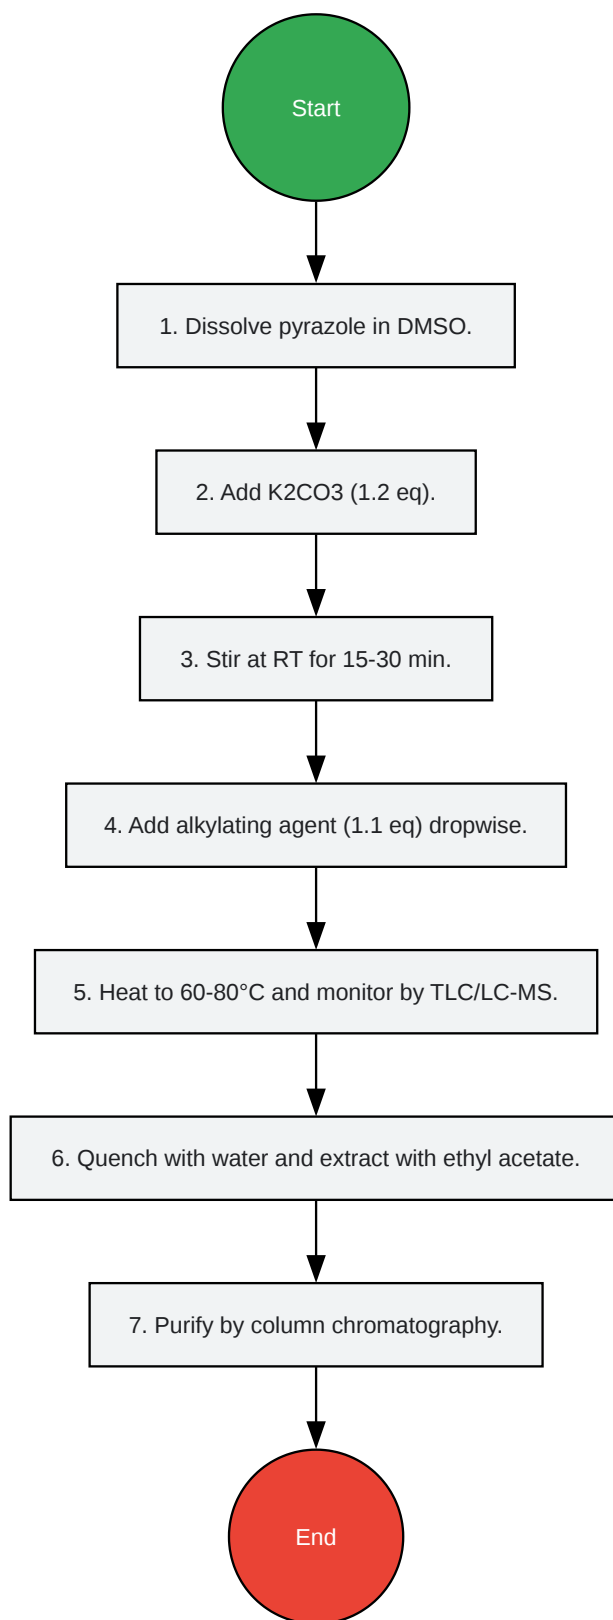 Start
1. Dissolve pyrazole in DMSO.
2. Add K2CO3 (1.2 eq).
3. Stir at RT for 15-30 min.
4. Add alkylating agent (1.1 eq) dropwise.
5. Heat to 60-80°C and monitor by TLC/LC-MS.
6. Quench with water and extract with ethyl acetate.
7. Purify by column chromatography.
End